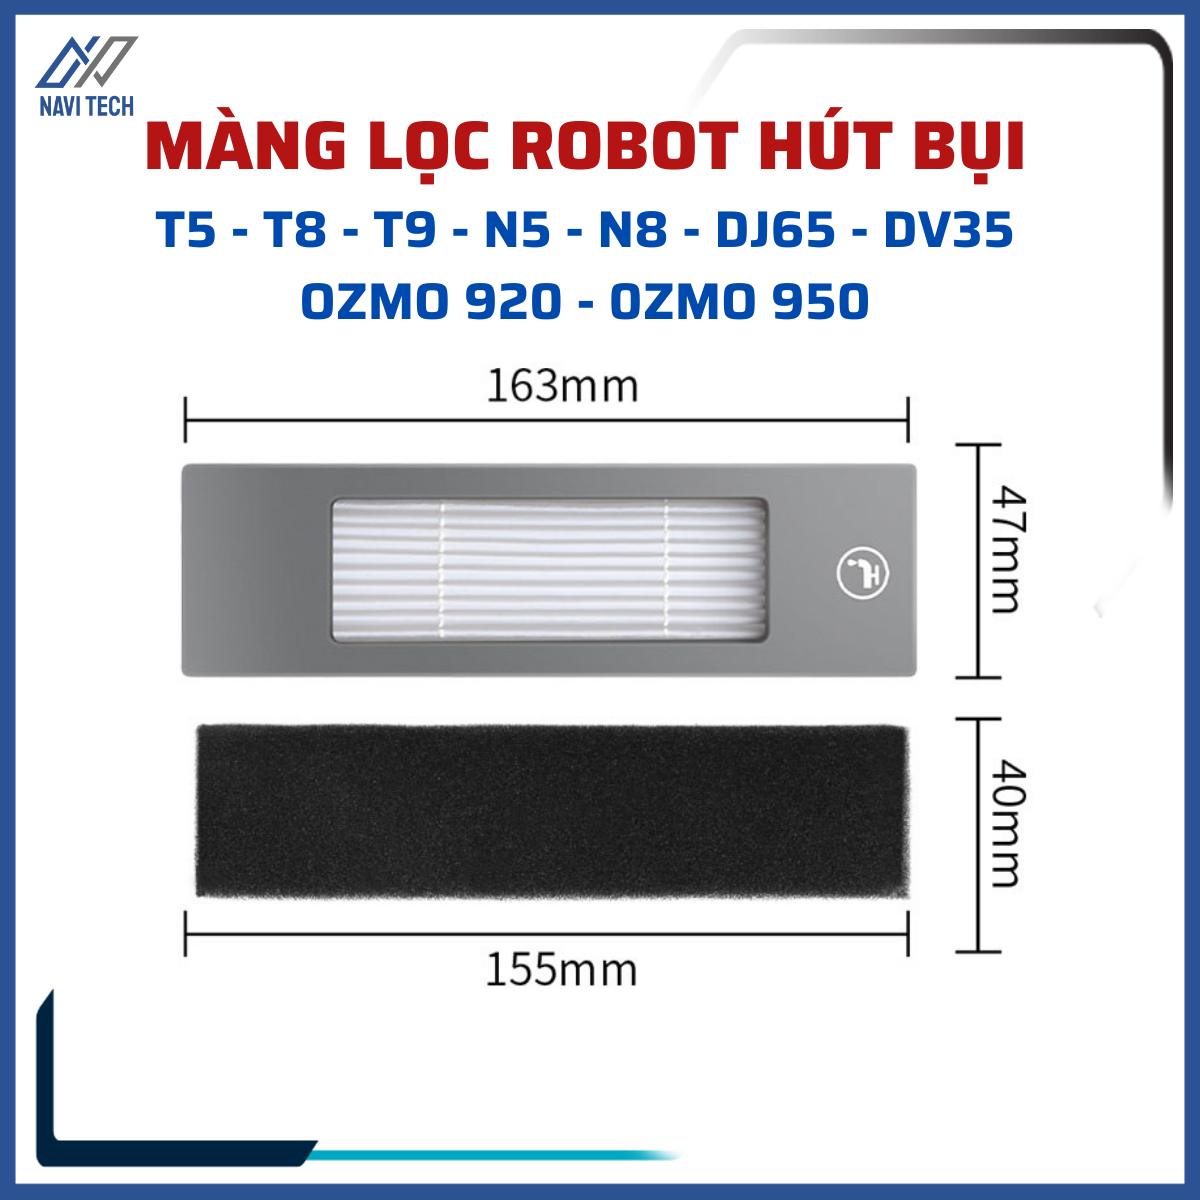 NAVI TECH
MÀNG LỌC ROBOT HÚT BỤI
T5 - T8 - T9 - N5 - N8 - DJ65 - DV35
OZMO 920 - OZMO 950
163mm
47mm
40mm
155mm